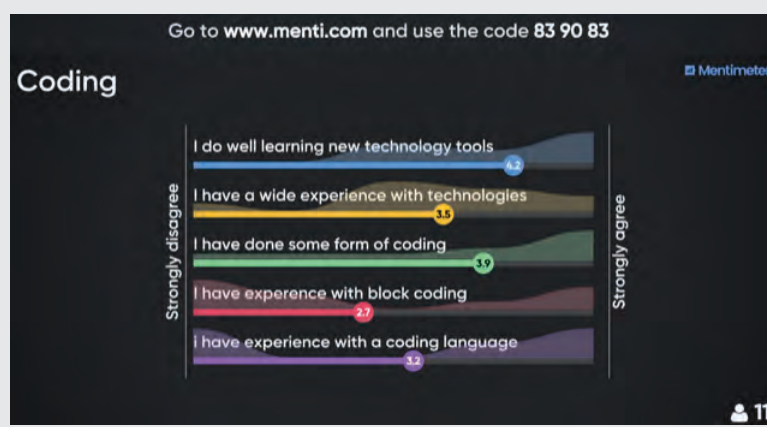 Go to www.menti.com and use the code 83 90 83
Coding
Mentimeter
Strongly disagree
I do well learning new technology tools
4.2
I have a wide experience with technologies
3.5
I have done some form of coding
3.9
I have experence with block coding
2.7
i have experience with a coding language
3.2
Strongly agree
11